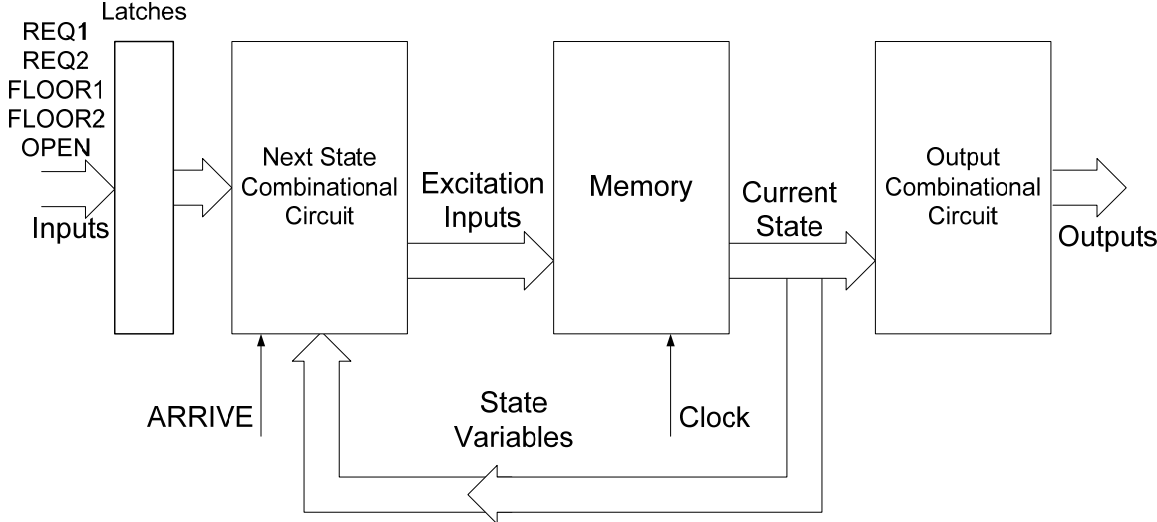 Latches
REQ1
REQ2
FLOOR1
FLOOR2
OPEN
Inputs
Next State
Combinational
Circuit
Excitation
Inputs
Memory
Current
State
Output
Combinational
Circuit
Outputs
ARRIVE
State
Variables
Clock